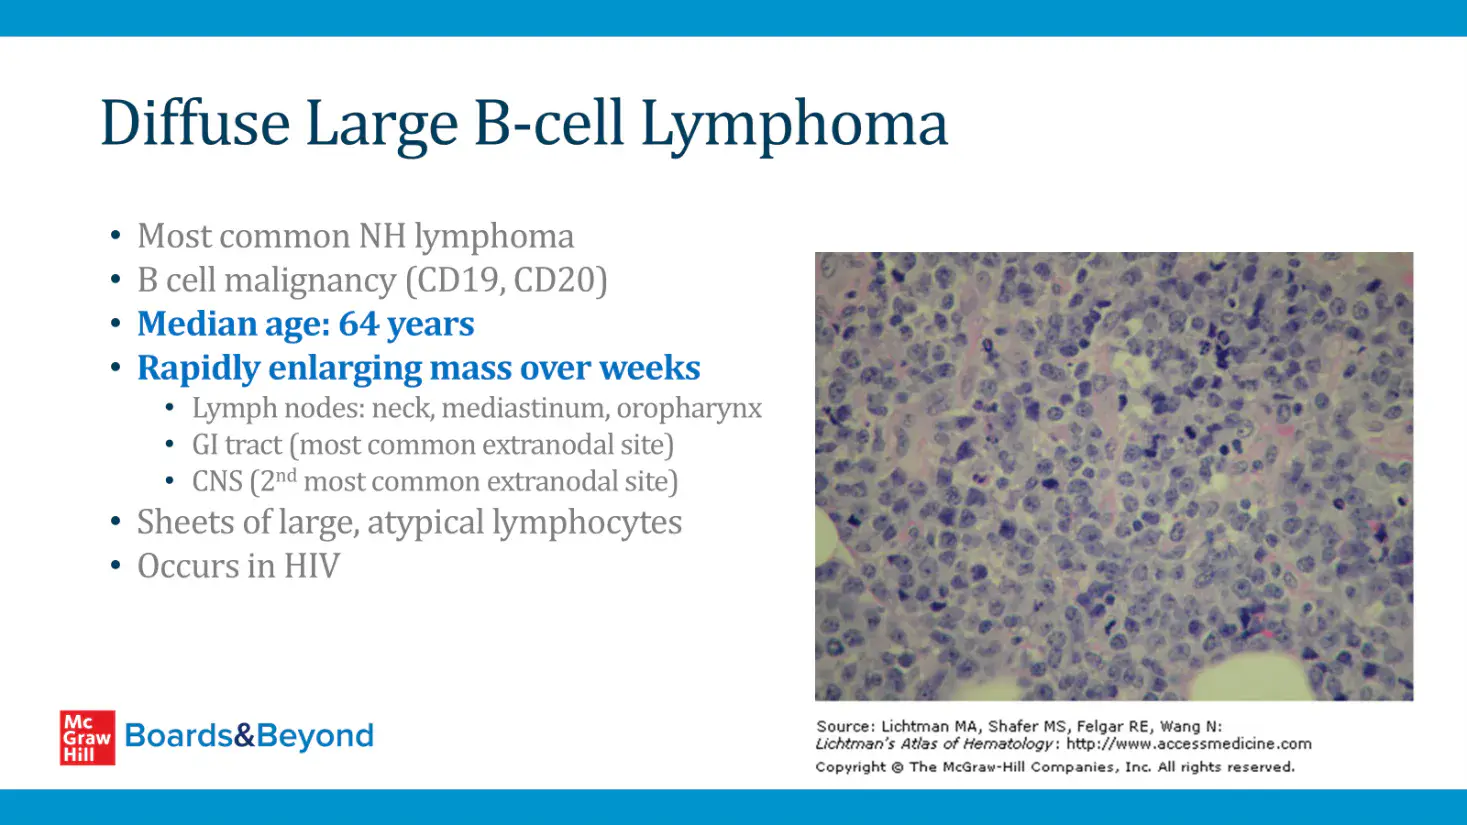 Diffuse Large B-cell Lymphoma
• Most common NH lymphoma
• B cell malignancy (CD19, CD20)
• Median age: 64 years
• Rapidly enlarging mass over weeks
• Lymph nodes: neck, mediastinum, oropharynx
• GI tract (most common extranodal site)
• CNS (2nd most common extranodal site)
• Sheets of large, atypical lymphocytes
• Occurs in HIV
Mc
Graw
Hill
Boards&Beyond
Source: Lichtman MA, Shafer MS, Felgar RE, Wang N:
Lichtman's Atlas of Hematology: http://www.accessmedicine.com
Copyright © The McGraw-Hill Companies, Inc. All rights reserved.